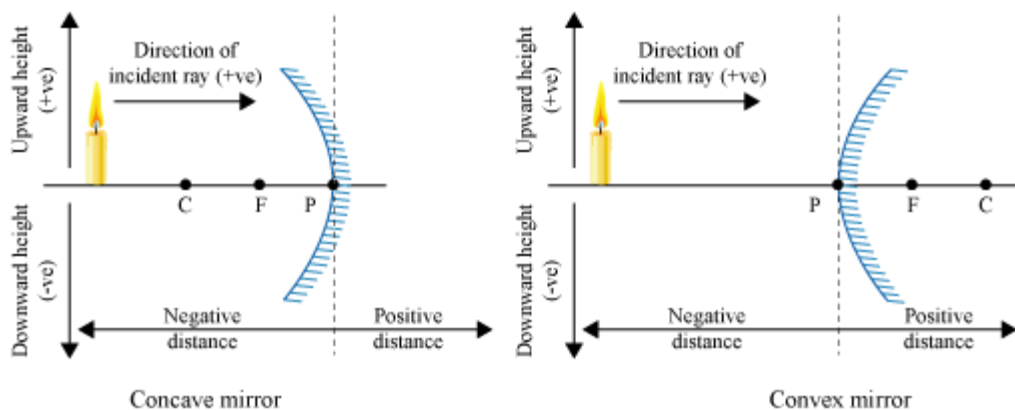 Upward height
(+ve)
Direction of
incident ray (+ve)
C
F
P
Downward height
(-ve)
Negative
distance
Positive
distance
Concave mirror
Upward height
(+ve)
Direction of
incident ray (+ve)
P
F
C
Downward height
(-ve)
Negative
distance
Positive
distance
Convex mirror